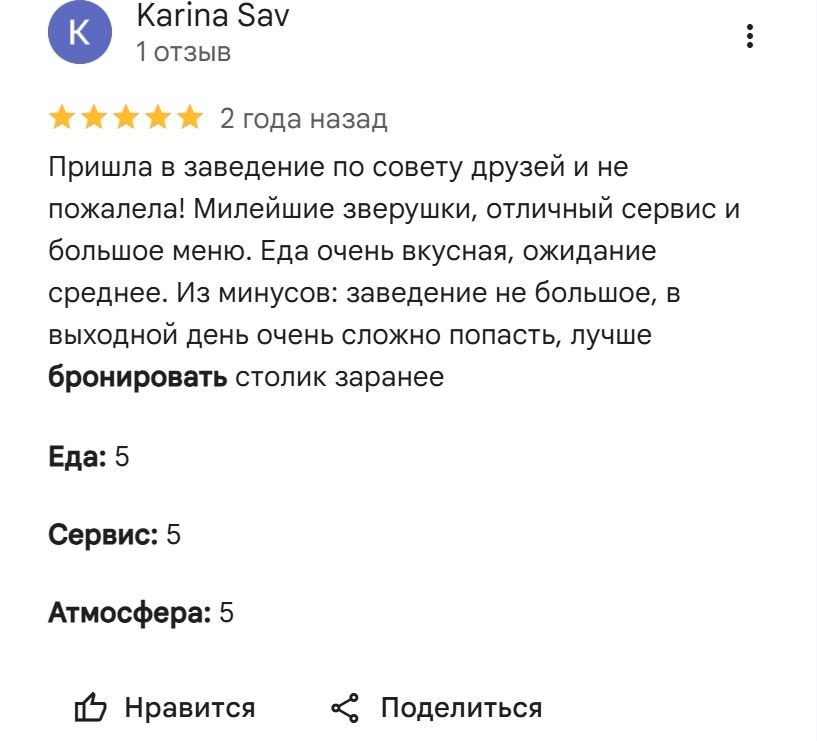 K
Karina Sav
1 отзыв
2 года назад
Пришла в заведение по совету друзей и не
пожалела! Милейшие зверушки, отличный сервис и
большое меню. Еда очень вкусная, ожидание
среднее. Из минусов: заведение не большое, в
выходной день очень сложно попасть, лучше
бронировать столик заранее
Еда: 5
Сервис: 5
Атмосфера: 5
Нравится
Поделиться